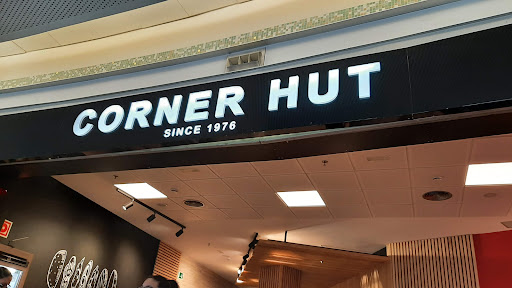 CORNER HUT
SINCE 1976